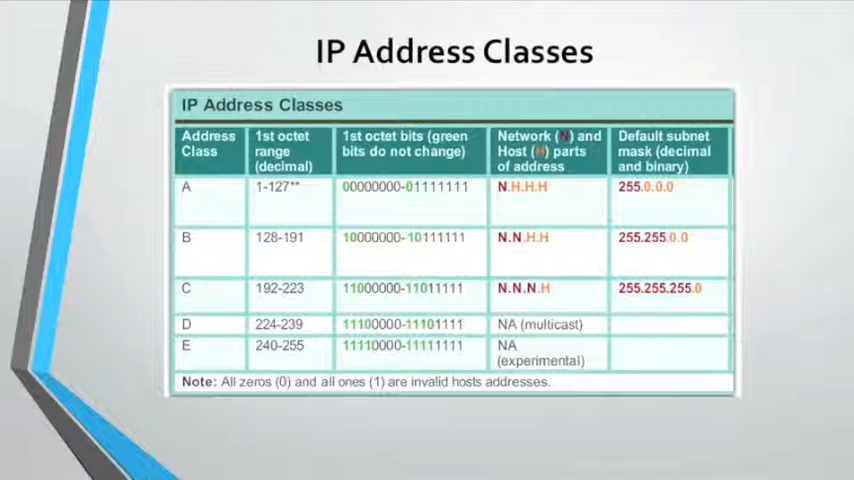 IP Address Classes
IP Address Classes
Address Class
1st octet range (decimal)
1st octet bits (green bits do not change)
Network (N) and Host (H) parts of address
Default subnet mask (decimal and binary)
A 1-127** 00000000-01111111 N.H.H.H 255.0.0.0
B 128-191 10000000-10111111 N.N.H.H 255.255.0.0
C 192-223 11000000-11011111 N.N.N.H 255.255.255.0
D 224-239 11100000-11101111 NA (multicast)
E 240-255 11110000-11111111 NA (experimental)
Note: All zeros (0) and all ones (1) are invalid hosts addresses.